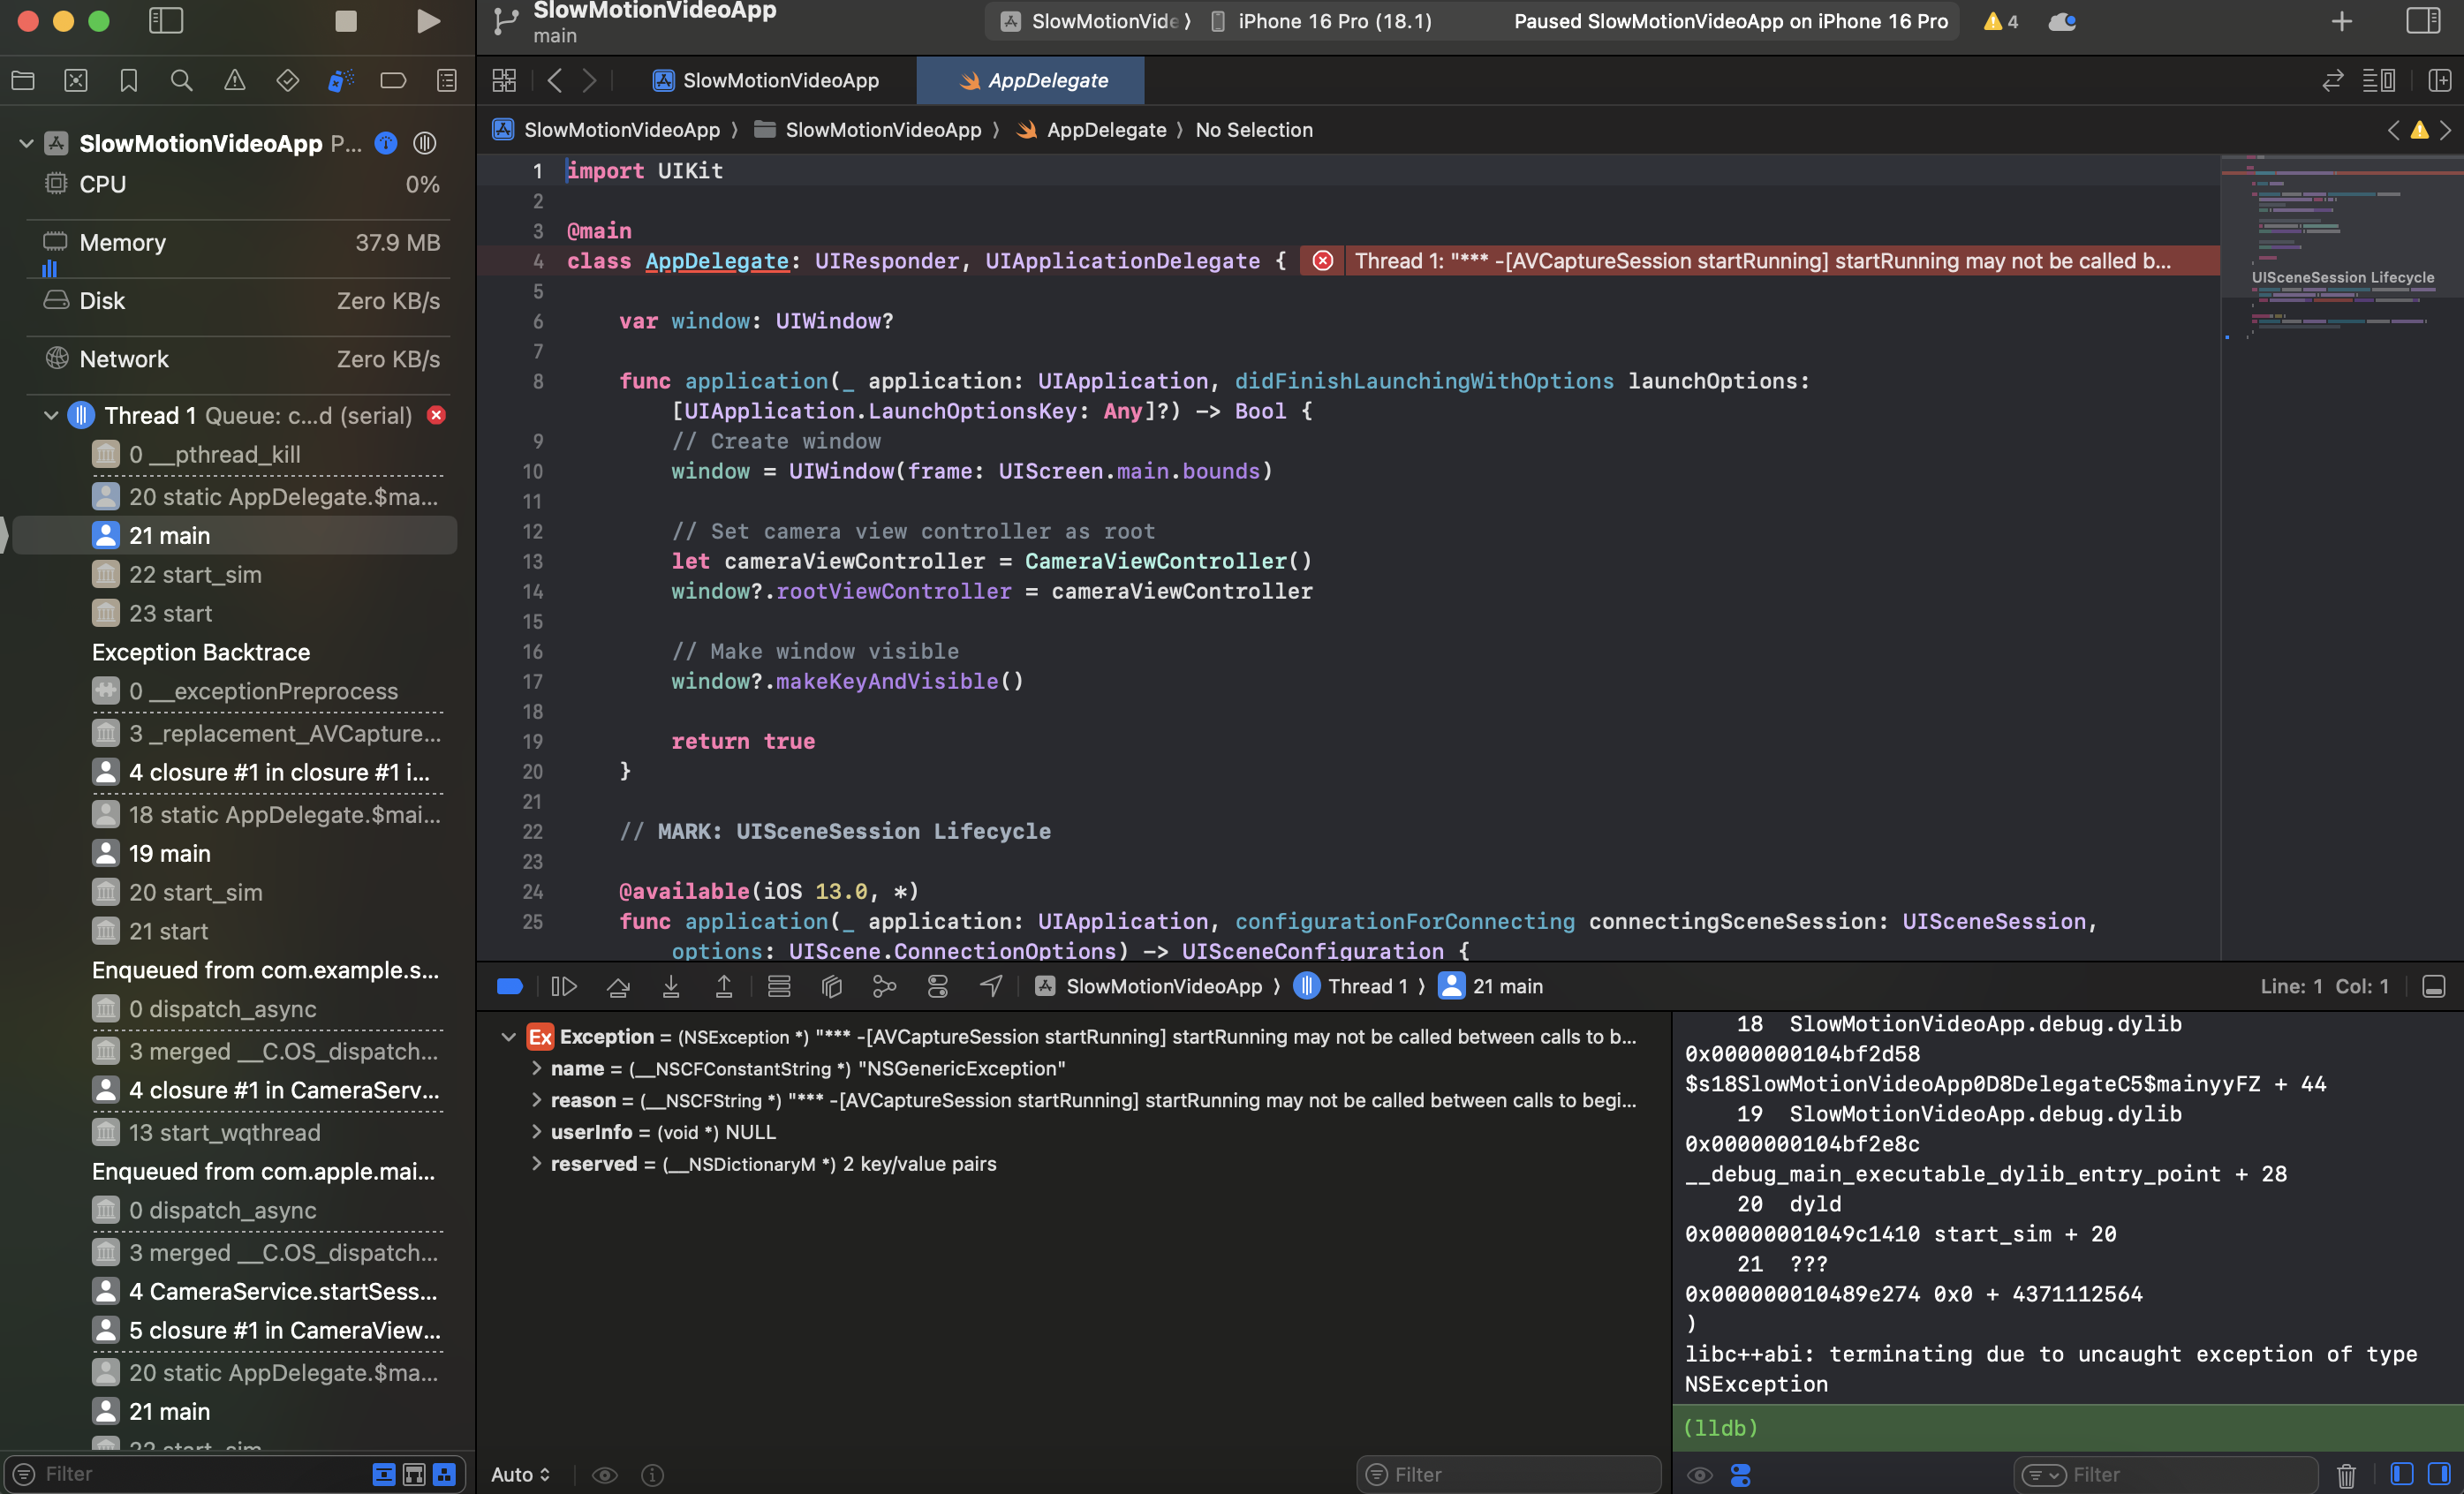 SlowMotionVideoApp
main
SlowMotionVide
iPhone 16 Pro (18.1)
Paused SlowMotionVideoApp on iPhone 16 Pro
4
SlowMotionVideoApp
AppDelegate
SlowMotionVideoApp
SlowMotionVideoApp
AppDelegate
No Selection
SlowMotionVideoApp P...
CPU 0%
Memory 37.9 MB
Disk Zero KB/s
Network Zero KB/s
Thread 1 Queue: c...d (serial)
0 __pthread_kill
20 static AppDelegate.$ma...
21 main
22 start_sim
23 start
Exception Backtrace
0 __exceptionPreprocess
3 _replacement_AVCapture...
4 closure #1 in closure #1 i...
18 static AppDelegate.$mai...
19 main
20 start_sim
21 start
Enqueued from com.example.s...
0 dispatch_async
3 merged __C.OS_dispatch...
4 closure #1 in CameraServ...
13 start_wqthread
Enqueued from com.apple.mai...
0 dispatch_async
3 merged __C.OS_dispatch...
4 CameraService.startSess...
5 closure #1 in CameraView...
20 static AppDelegate.$ma...
21 main
22 start_sim
Filter
1 import UIKit
2
3 @main
4 class AppDelegate: UIResponder, UIApplicationDelegate {
Thread 1: "*** -[AVCaptureSession startRunning] startRunning may not be called b...
5
6 var window: UIWindow?
7
8 func application(_ application: UIApplication, didFinishLaunchingWithOptions launchOptions:
[UIApplication.LaunchOptionsKey: Any]?) -> Bool {
9 // Create window
10 window = UIWindow(frame: UIScreen.main.bounds)
11
12 // Set camera view controller as root
13 let cameraViewController = CameraViewController()
14 window?.rootViewController = cameraViewController
15
16 // Make window visible
17 window?.makeKeyAndVisible()
18
19 return true
20 }
21
22 // MARK: UISceneSession Lifecycle
23
24 @available(iOS 13.0, *)
25 func application(_ application: UIApplication, configurationForConnecting connectingSceneSession: UISceneSession,
options: UIScene.ConnectionOptions) -> UISceneConfiguration {
UISceneSession Lifecycle
SlowMotionVideoApp
Thread 1
21 main
Line: 1 Col: 1
Ex Exception = (NSException *) "*** -[AVCaptureSession startRunning] startRunning may not be called between calls to b...
name = (__NSCFConstantString *) "NSGenericException"
reason = (__NSCFString *) "*** -[AVCaptureSession startRunning] startRunning may not be called between calls to begi...
userInfo = (void *) NULL
reserved = (__NSDictionaryM *) 2 key/value pairs
Auto
Filter
18 SlowMotionVideoApp.debug.dylib
0x0000000104bf2d58
$s18SlowMotionVideoApp0D8DelegateC5$mainyyFZ + 44
19 SlowMotionVideoApp.debug.dylib
0x0000000104bf2e8c
__debug_main_executable_dylib_entry_point + 28
20 dyld
0x00000001049c1410 start_sim + 20
21 ???
0x000000010489e274 0x0 + 4371112564
)
libc++abi: terminating due to uncaught exception of type
NSException
(lldb)
Filter